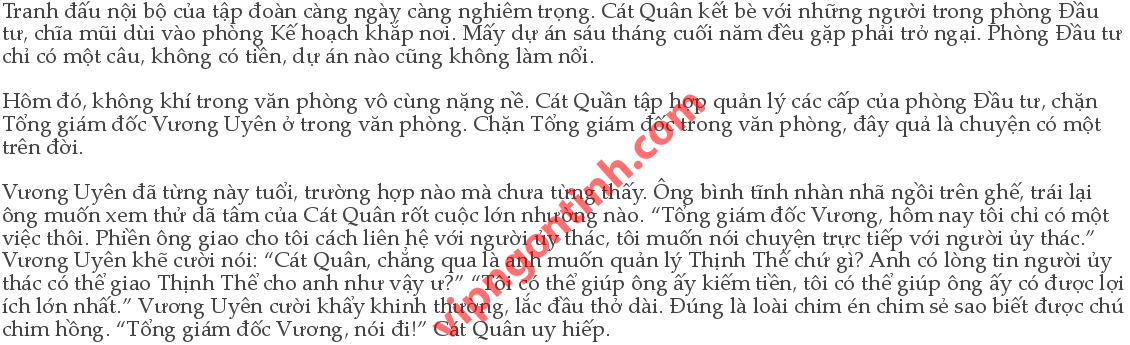 Tranh đấu nội bộ của tập đoàn càng ngày càng nghiêm trọng. Cát Quân kết bè với những người trong phòng Đầu
tư, chĩa mũi dùi vào phòng Kế hoạch khắp nơi. Mấy dự án sáu tháng cuối năm đều gặp phải trở ngại. Phòng Đầu tư
chỉ có một câu, không có tiền, dự án nào cũng không làm nổi.
Hôm đó, không khí trong văn phòng vô cùng nặng nề. Cát Quần tập hợp quản lý các cấp của phòng Đầu tư, chặn
Tổng giám đốc Vương Uyên ở trong văn phòng. Chặn Tổng giám đốc trong văn phòng, đây quả là chuyện có một
trên đời.
Vương Uyên đã từng này tuổi, trường hợp nào mà chưa từng thấy. Ông bình tĩnh nhàn nhã ngồi trên ghế, trái lại
ông muốn xem thử dã tâm của Cát Quân rốt cuộc lớn nhường nào. “Tổng giám đốc Vương, hôm nay tôi chỉ có một
việc thôi. Phiền ông giao cho tôi cách liên hệ với người ủy thác, tôi muốn nói chuyện trực tiếp với người ủy thác.”
Vương Uyên khẽ cười nói: “Cát Quân, chẳng qua là anh muốn quản lý Thịnh Thế chứ gì? Anh có lòng tin người ủy
thác có thể giao Thịnh Thể cho anh như vậy ư?” “Tôi có thể giúp ông ấy kiếm tiền, tôi có thể giúp ông ấy có được lợi
ích lớn nhất.” Vương Uyên cười khẩy khinh thường, lắc đầu thở dài. Đúng là loài chim én chim sẻ sao biết được chú
chim hồng. “Tổng giám đốc Vương, nói đi!” Cát Quân uy hiếp.
vipngontinh.com